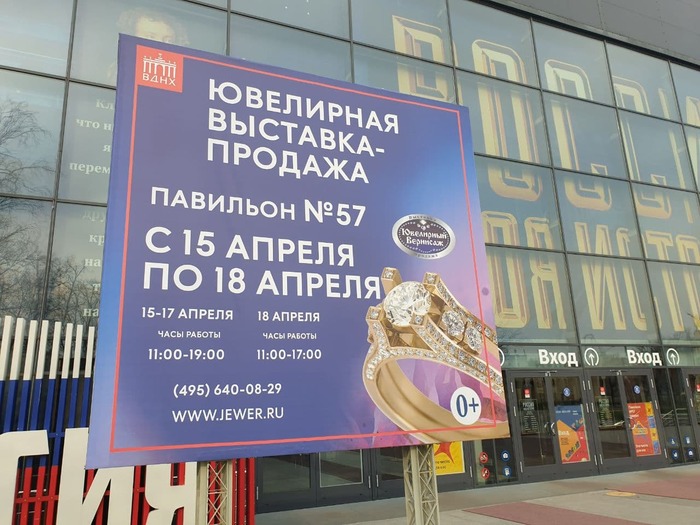 ВДНХ
ЮВЕЛИРНАЯ
ВЫСТАВКА-
ПРОДАЖА
ПАВИЛЬОН №57
С 15 АПРЕЛЯ
ПО 18 АПРЕЛЯ
Ювелирный
Вернисаж
15-17 АПРЕЛЯ 18 АПРЕЛЯ
ЧАСЫ РАБОТЫ ЧАСЫ РАБОТЫ
11:00-19:00 11:00-17:00
(495) 640-08-29
WWW.JEWER.RU
0+
Вход Вход